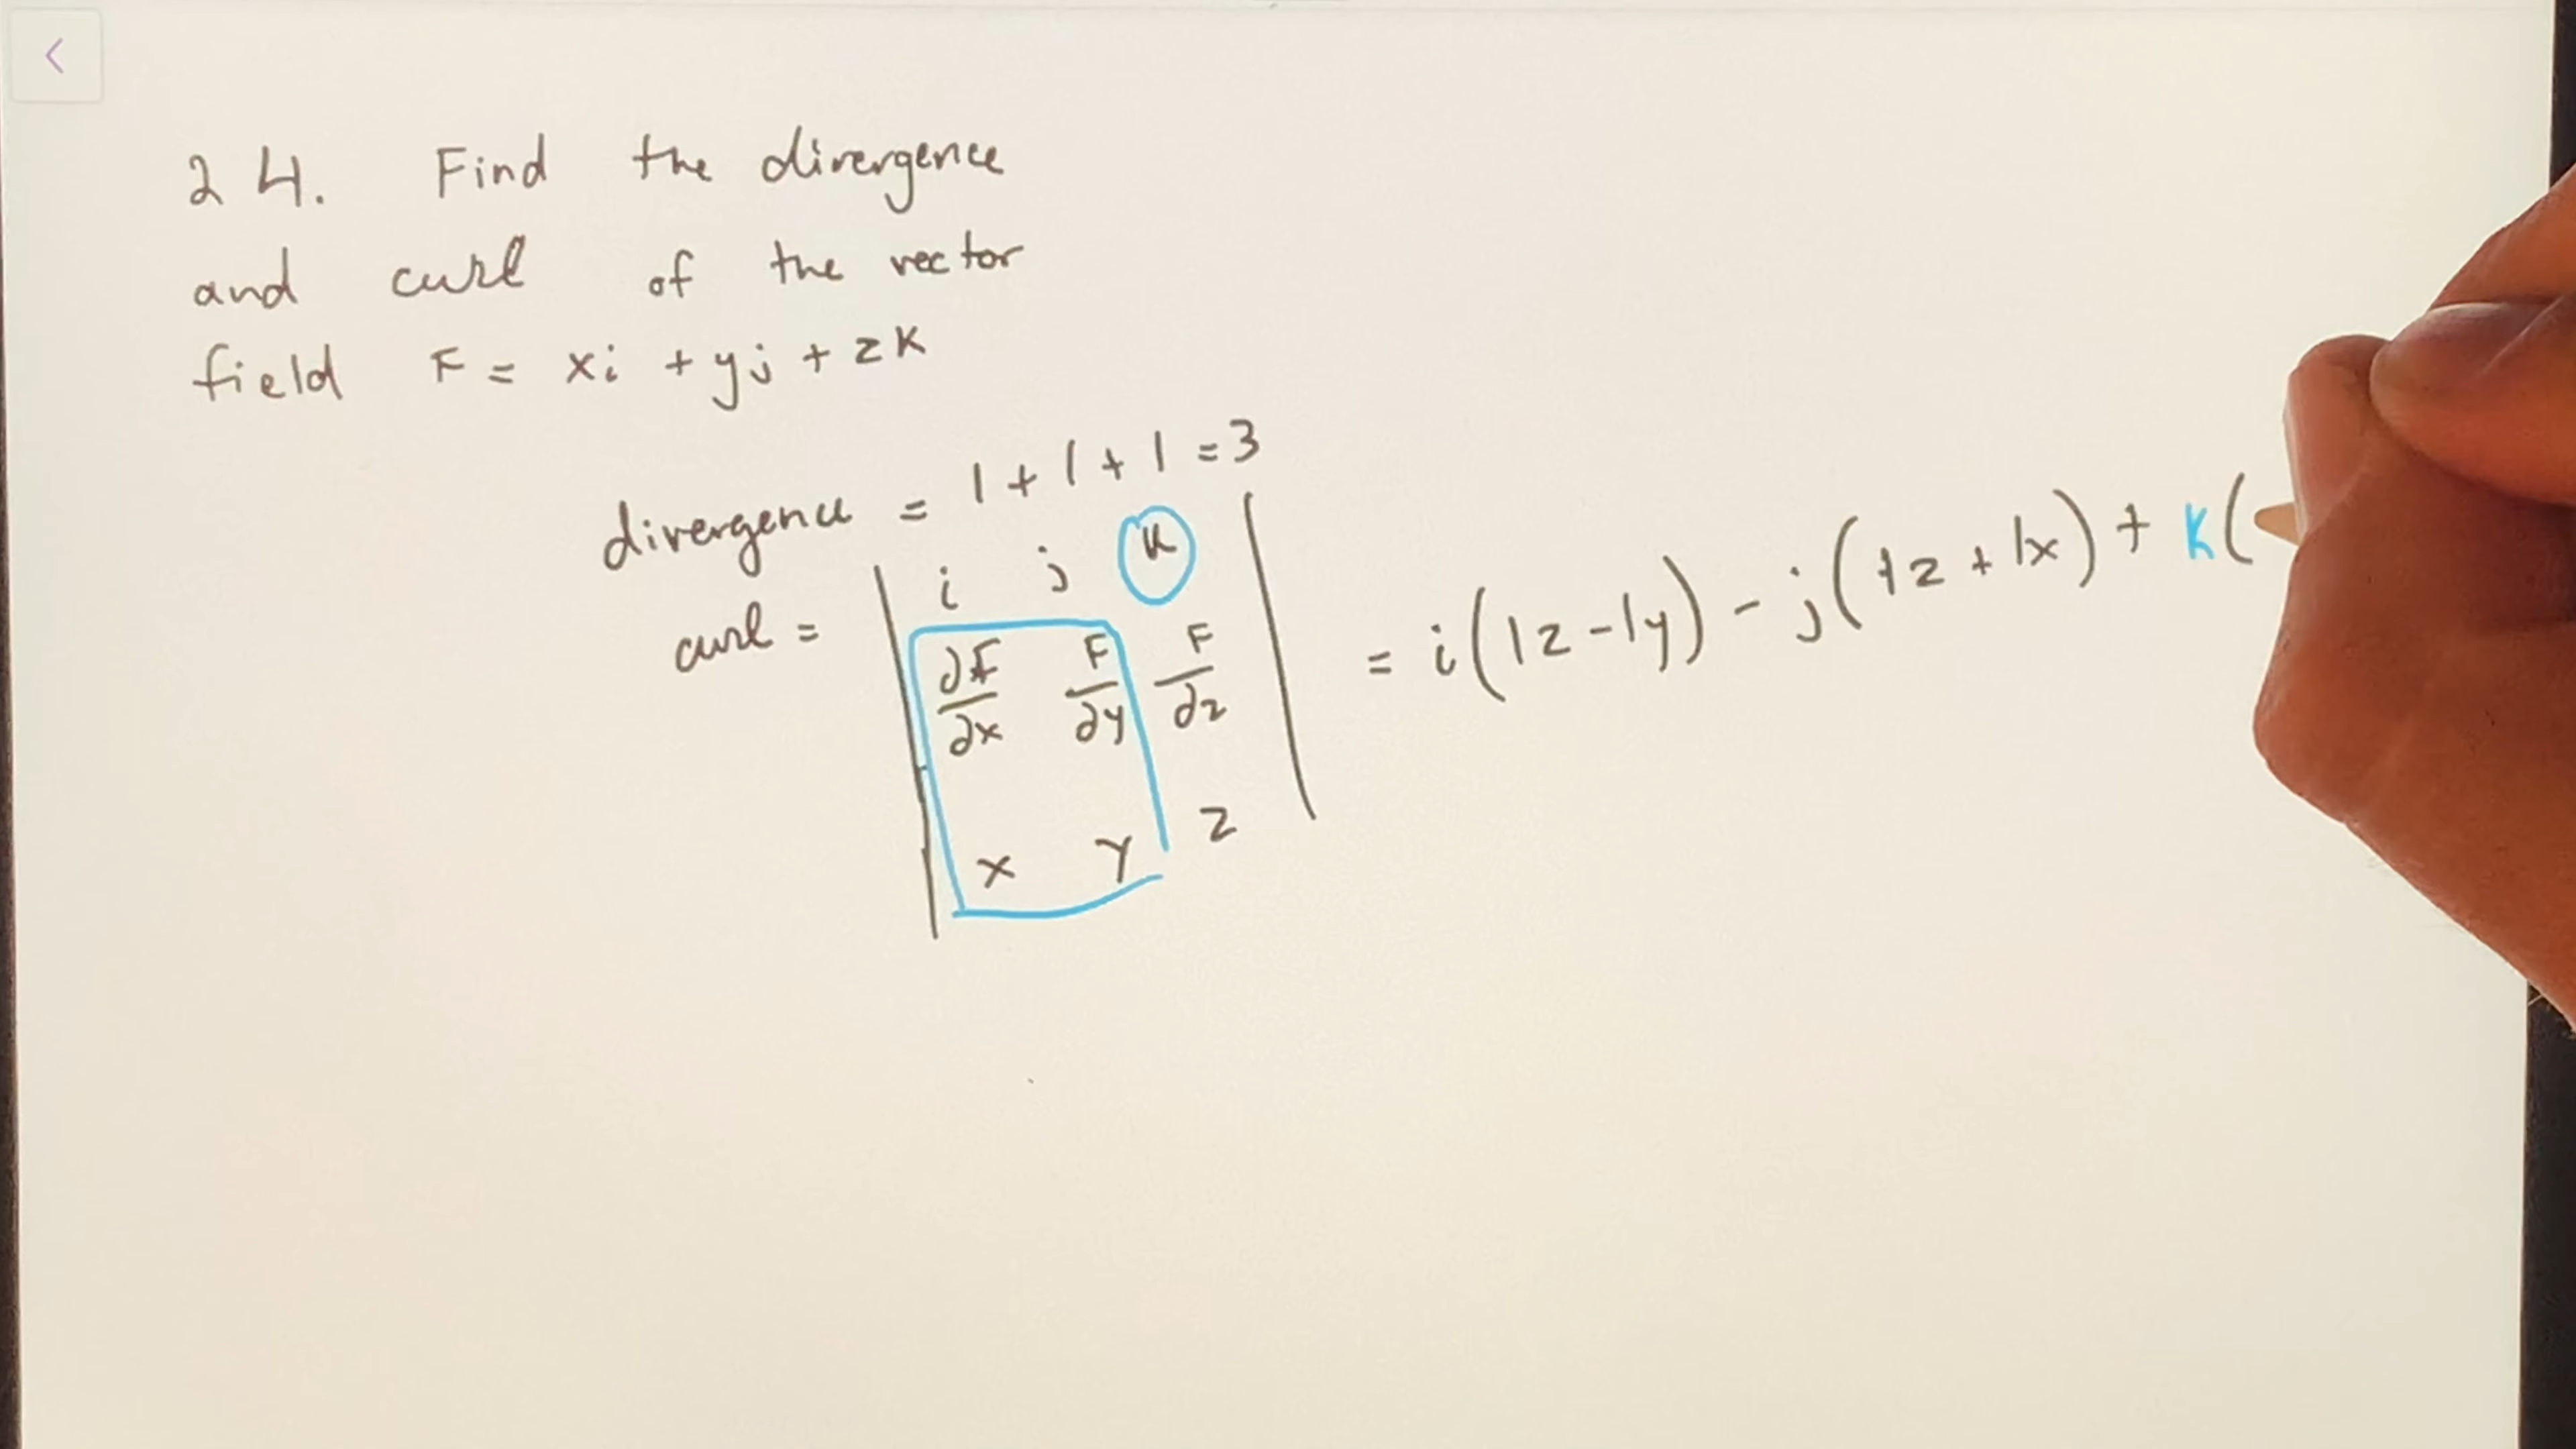 24. Find the divergence
and curl of the vector
field F = xi + yj + zk
divergence = 1 + 1 + 1 = 3
i j k
curl = ∂F/∂x F/∂y F/∂z = i(1z - 1y) - j(1z + 1x) + k(
x y z